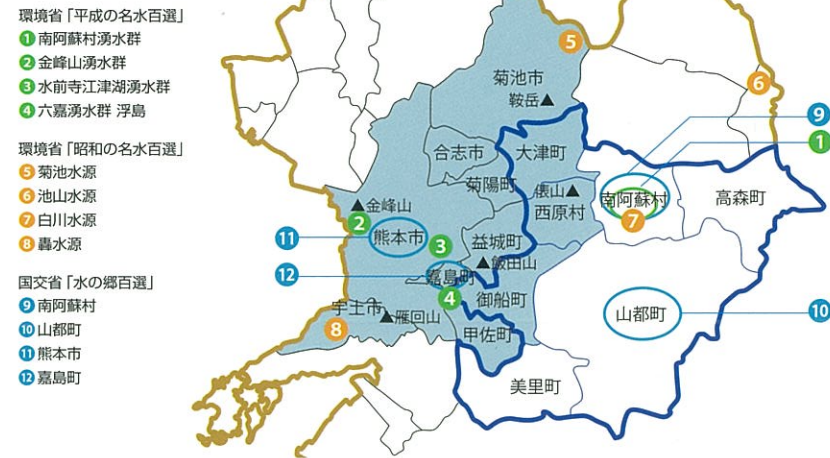 環境省「平成の名水百選」
1 南阿蘇村湧水群
2 金峰山湧水群
3 水前寺江津湖湧水群
4 六嘉湧水群 浮島
環境省「昭和の名水百選」
5 菊池水源
6 池山水源
7 白川水源
8 轟水源
国交省「水の郷百選」
9 南阿蘇村
10 山都町
11 熊本市
12 嘉島町
5
菊池市
鞍岳▲
6
9
1
合志市
大津町
菊陽町
俵山▲
西原村
南阿蘇村
7
高森町
▲金峰山
2
11
熊本市
3
益城町
▲飯田山
12
嘉島町
4
御船町
山都町
10
宇土市
▲雁回山
8
甲佐町
美里町